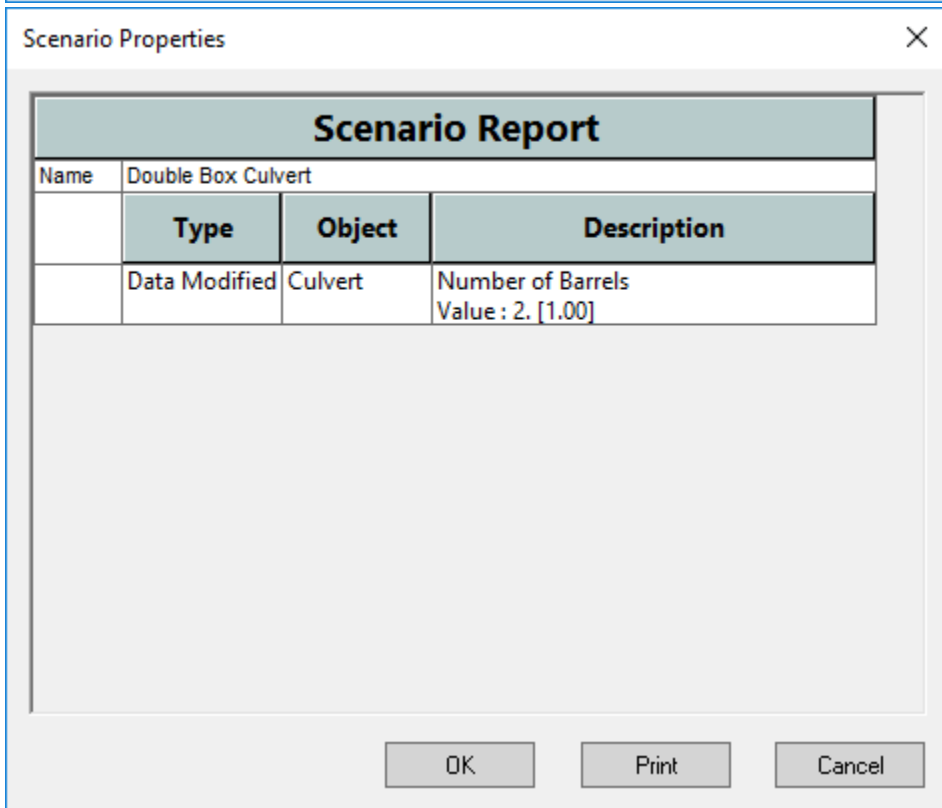 Scenario Properties
Scenario Report
Name Double Box Culvert
Type Object Description
Data Modified Culvert Number of Barrels
Value : 2. [1.00]
OK Print Cancel